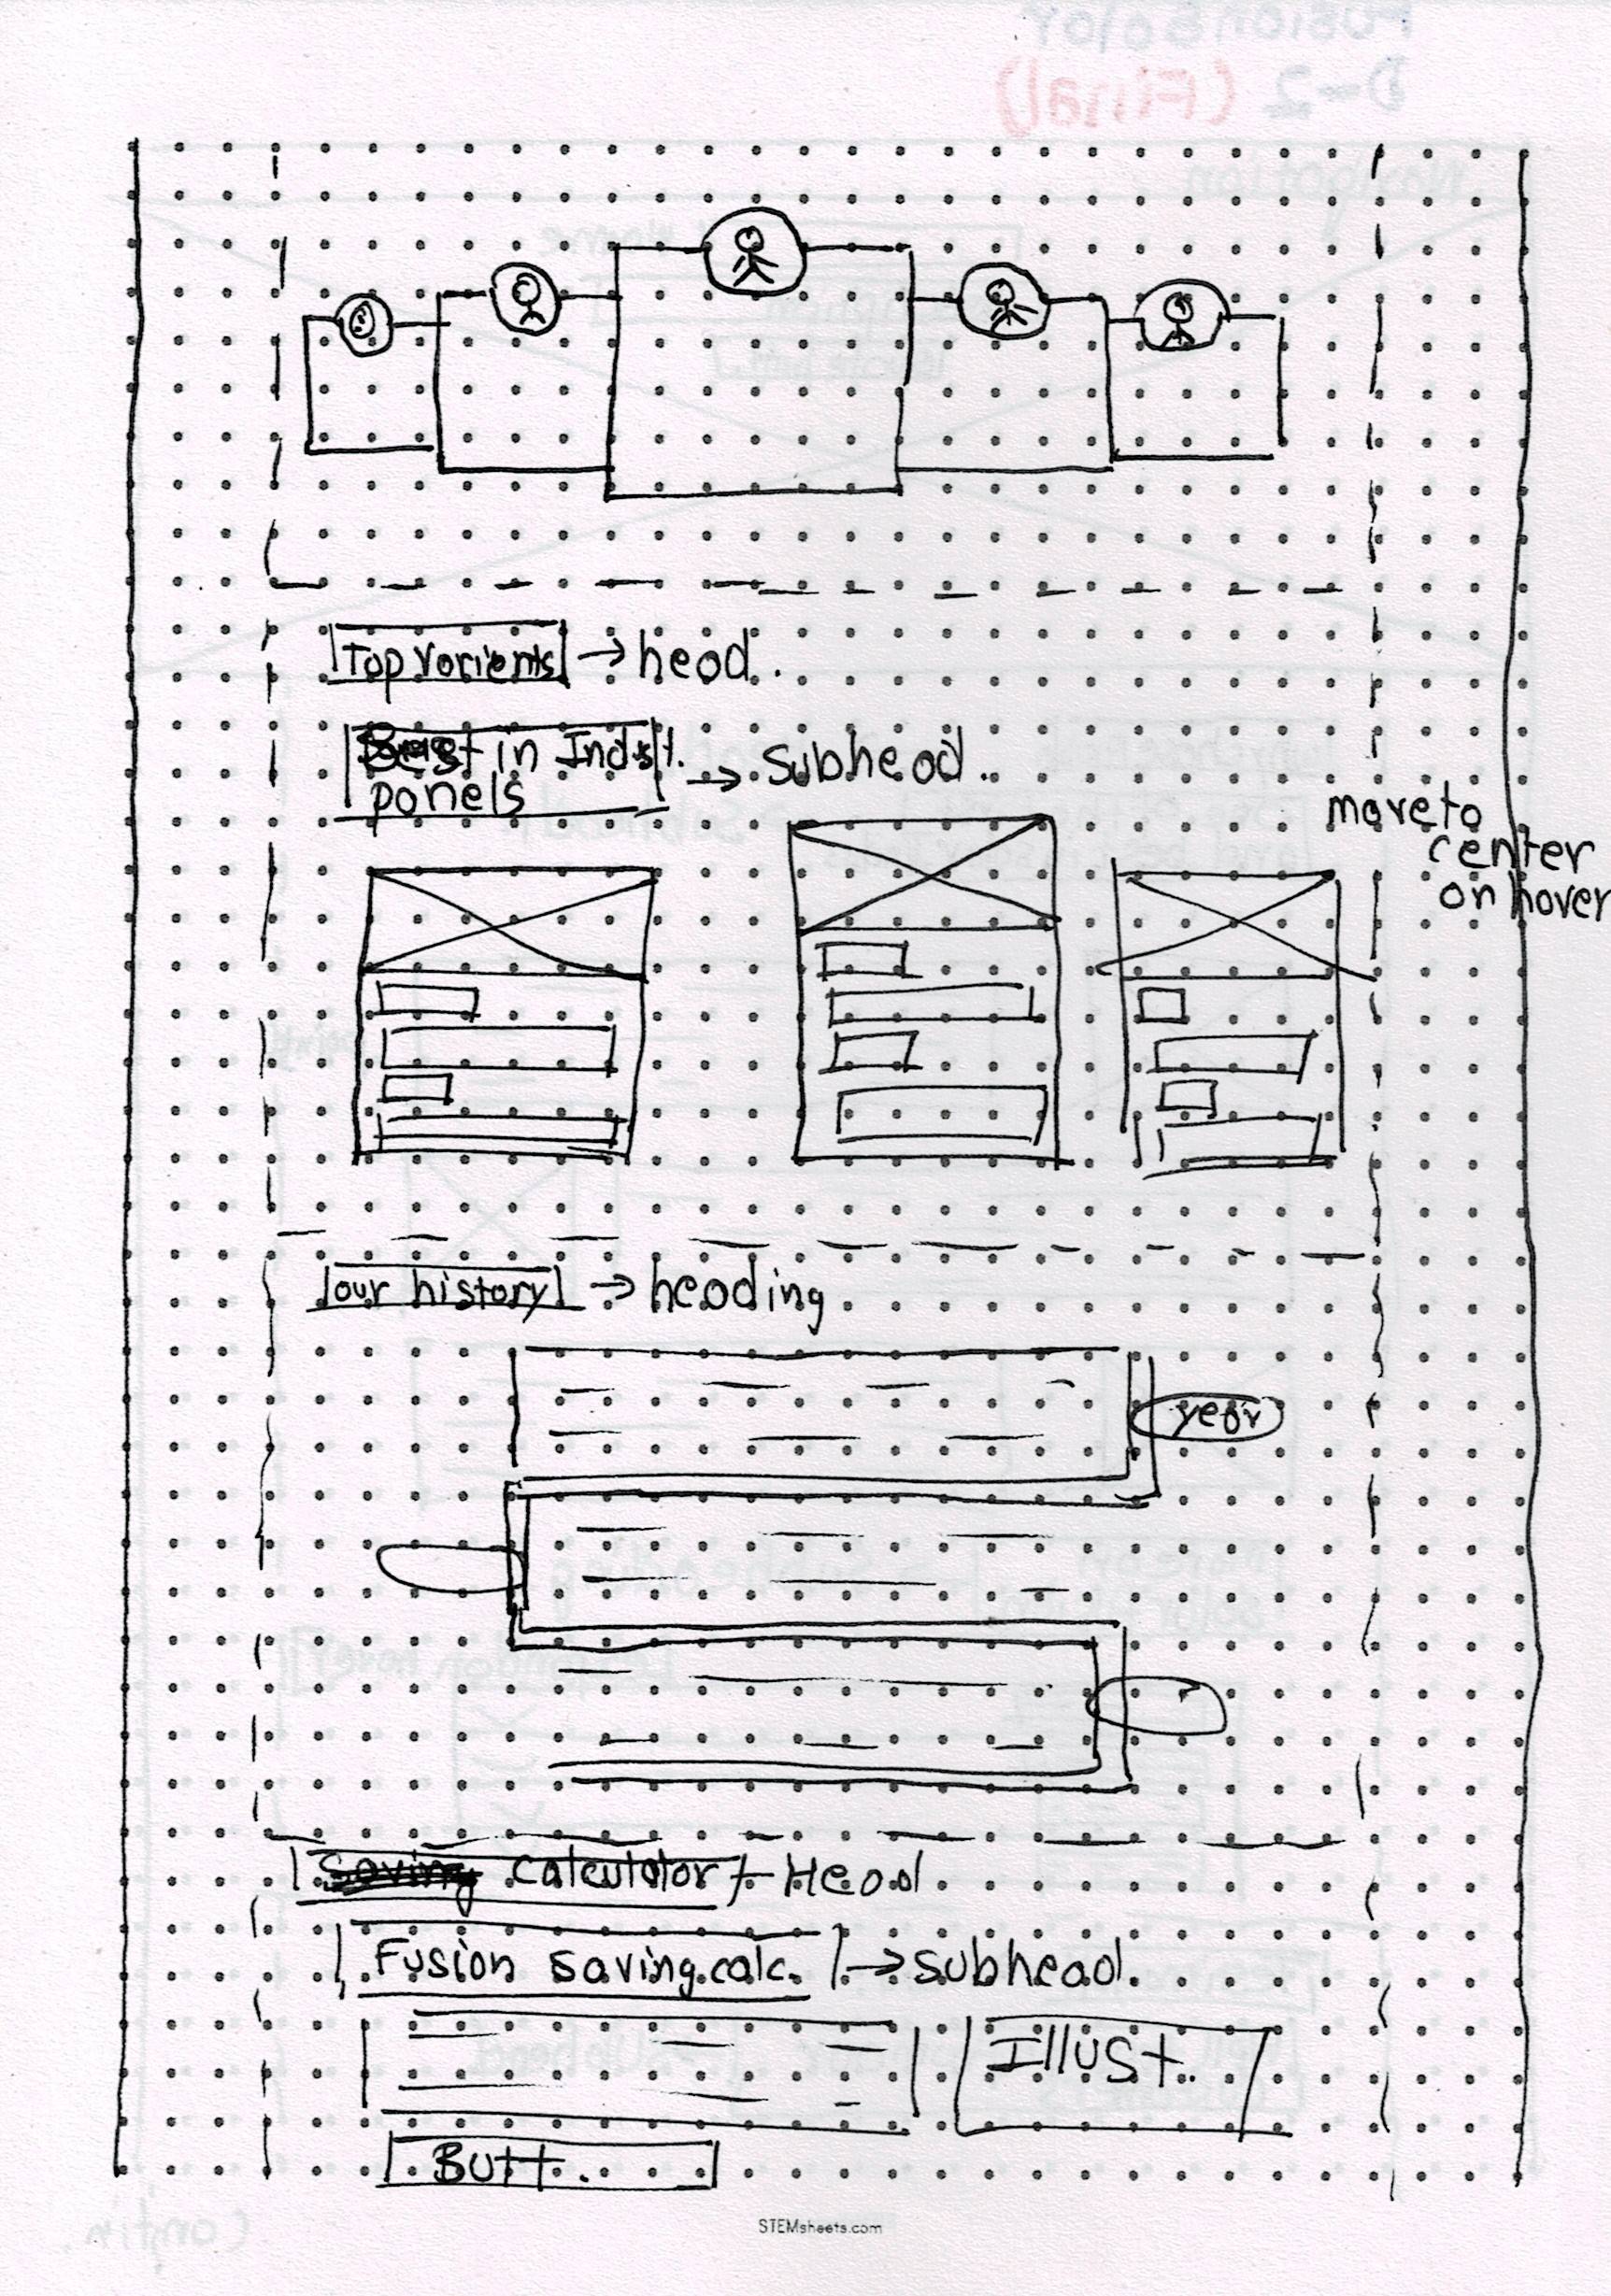 Top varients → head.
Best in Indst.
panels → subhead.
move to
center
on hover
our history → heading
year
Saving calculator → Head
Fusion saving calc. → subhead.
Illust.
Butt.
STEMsheets.com